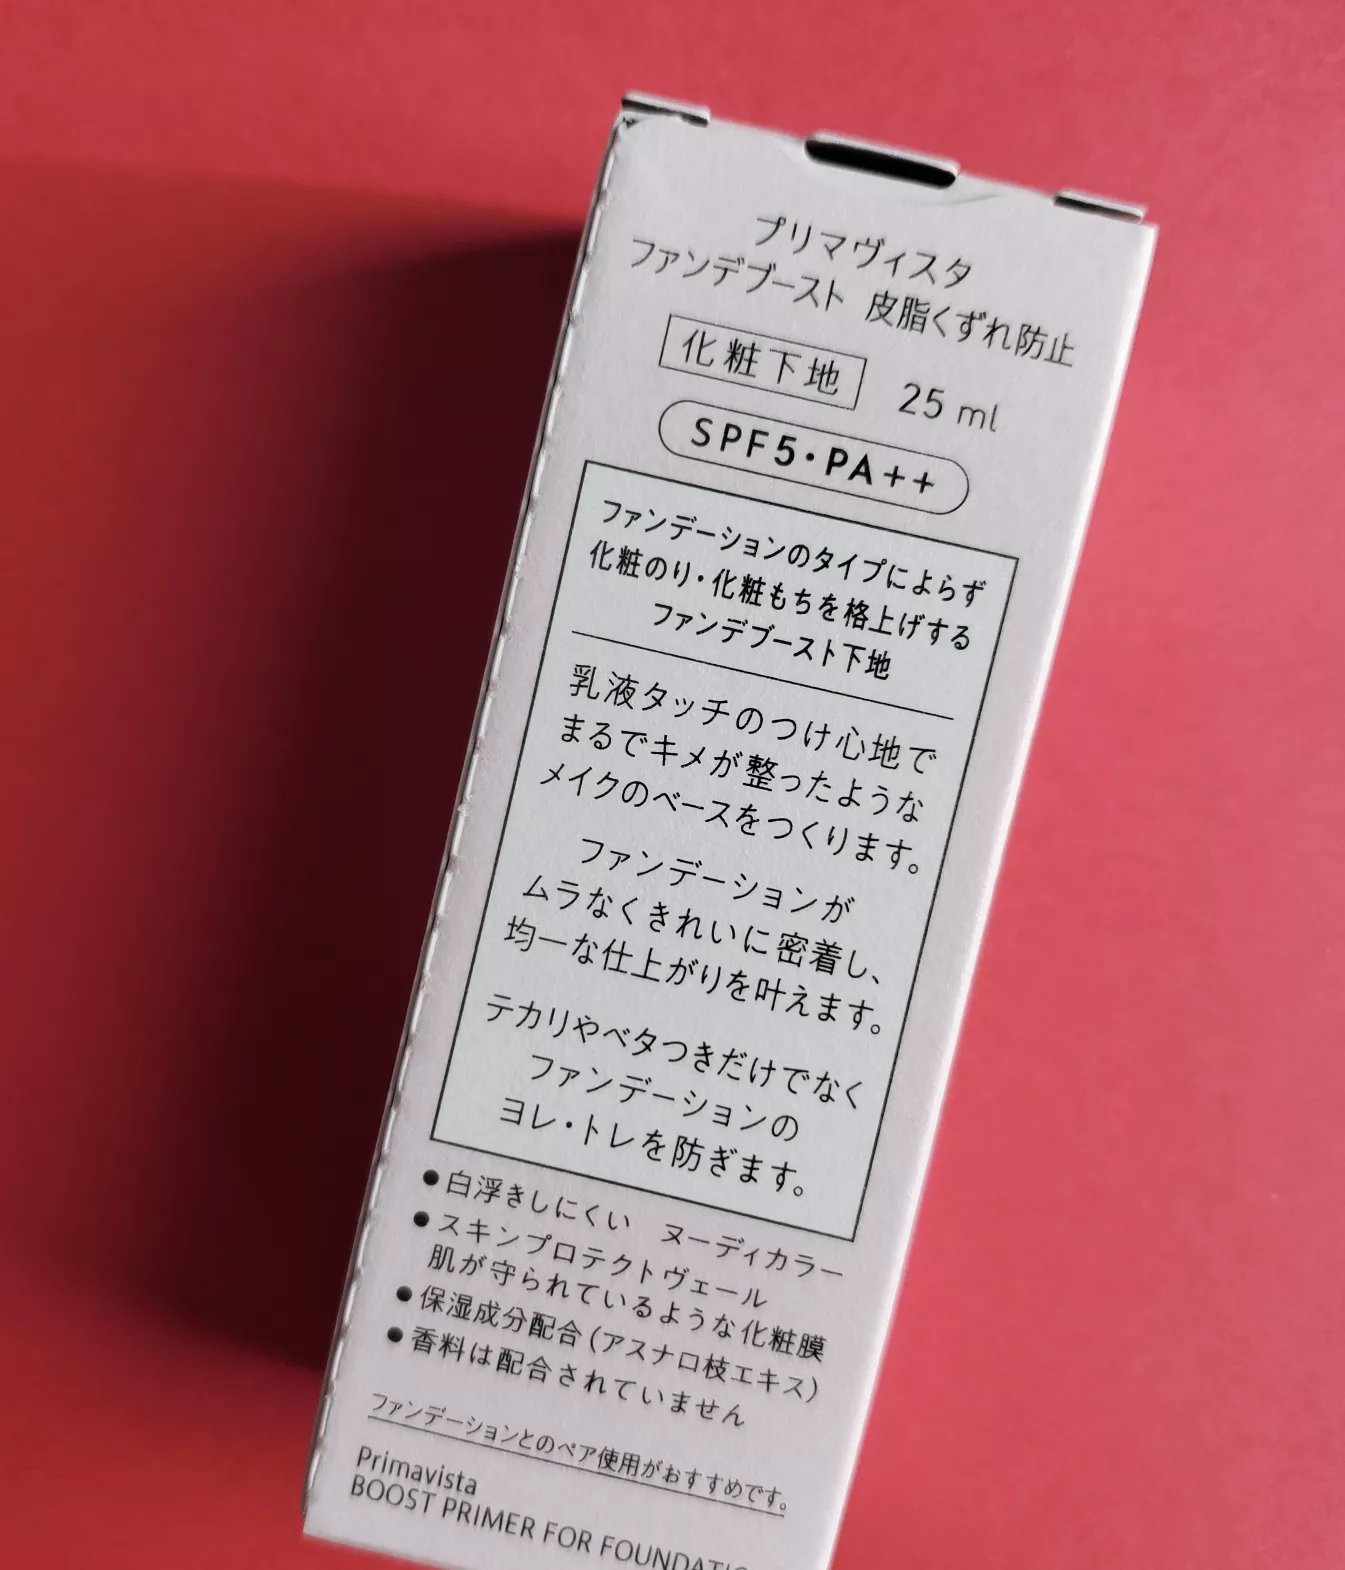 プリマヴィスタ
ファンデブースト 皮脂くずれ防止
化粧下地 25 ml
SPF5・PA++
ファンデーションのタイプによらず
化粧のり・化粧もちを格上げする
ファンデブースト下地
乳液タッチのつけ心地で
まるでキメが整ったような
メイクのベースをつくります。
ファンデーションが
ムラなくきれいに密着し、
均一な仕上がりを叶えます。
テカリやベタつきだけでなく
ファンデーションの
ヨレ・トレを防ぎます。
●白浮きしにくい ヌーディカラー
●スキンプロテクトヴェール
肌が守られているような化粧膜
●保湿成分配合(アスナロ枝エキス)
●香料は配合されていません
ファンデーションとのペア使用がおすすめです。
Primavista
BOOST PRIMER FOR